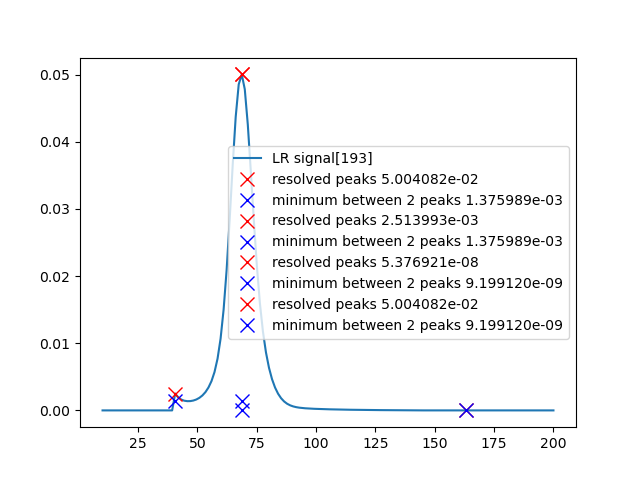 0.05
0.04
0.03
0.02
0.01
0.00
LR signal[193]
resolved peaks 5.004082e-02
minimum between 2 peaks 1.375989e-03
resolved peaks 2.513993e-03
minimum between 2 peaks 1.375989e-03
resolved peaks 5.376921e-08
minimum between 2 peaks 9.199120e-09
resolved peaks 5.004082e-02
minimum between 2 peaks 9.199120e-09
25 50 75 100 125 150 175 200